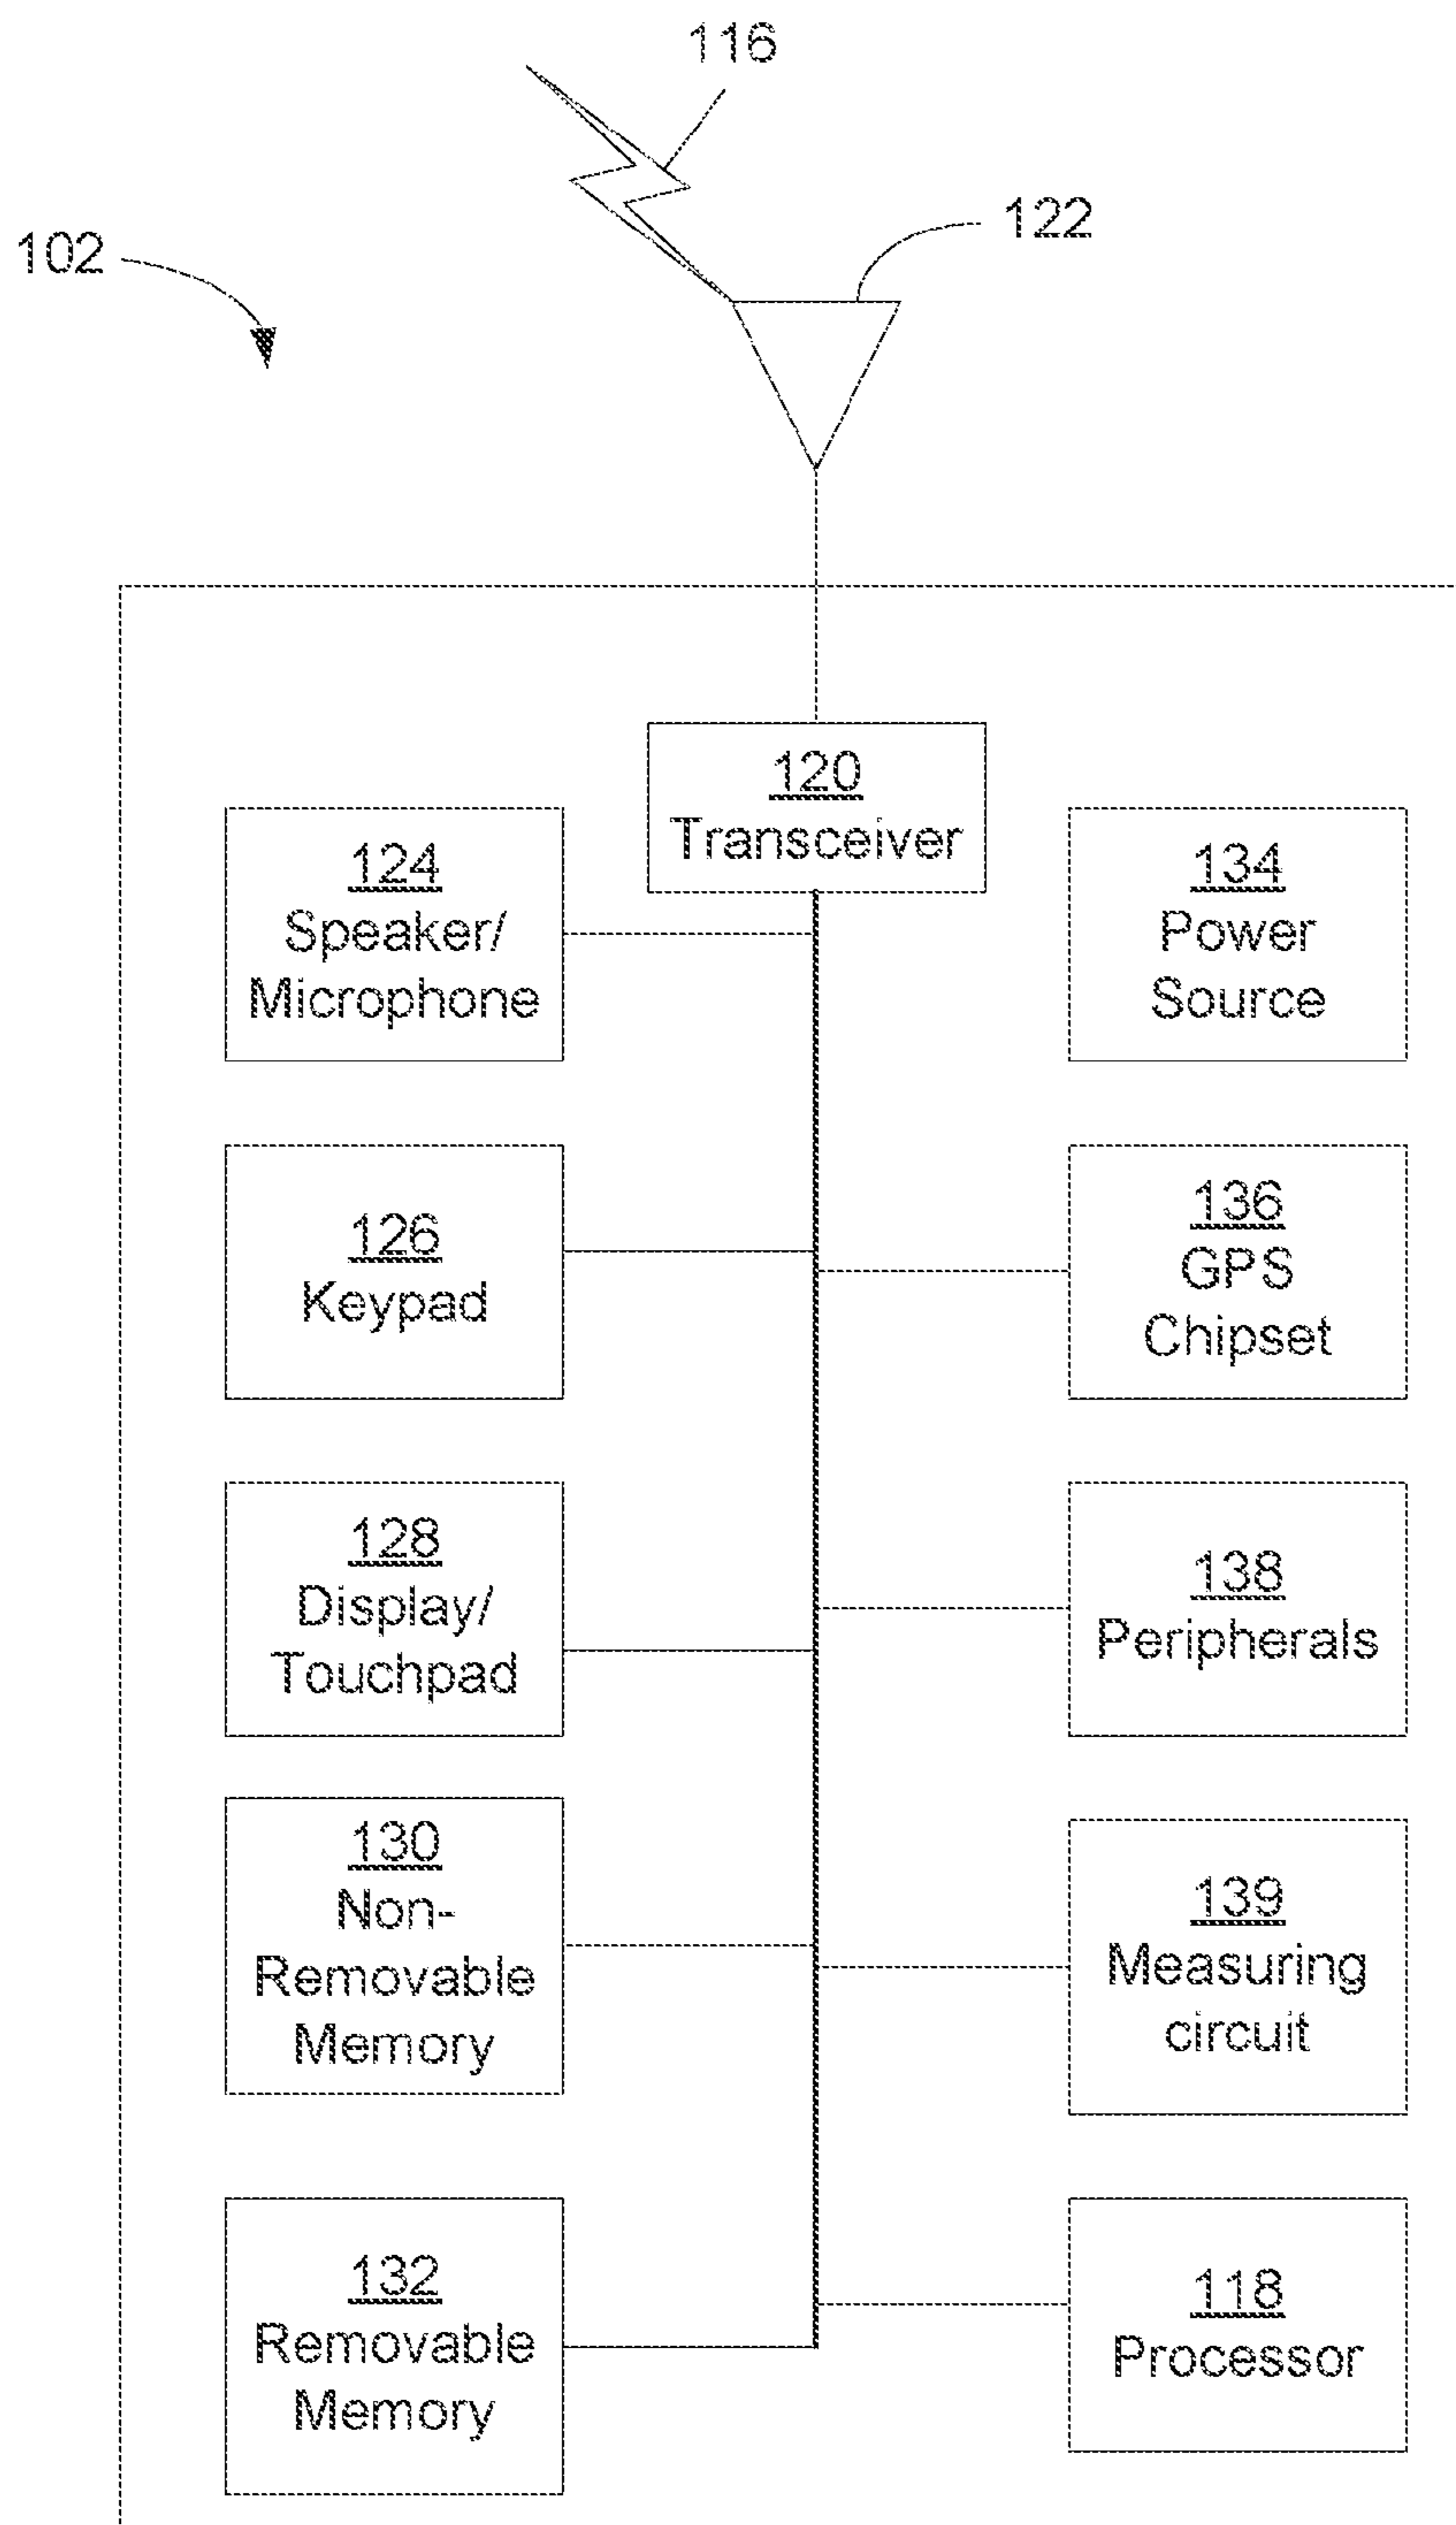 116
122
102
120
Transceiver
124
Speaker/
Microphone
134
Power
Source
126
Keypad
136
GPS
Chipset
128
Display/
Touchpad
138
Peripherals
130
Non-
Removable
Memory
139
Measuring
circuit
132
Removable
Memory
118
Processor